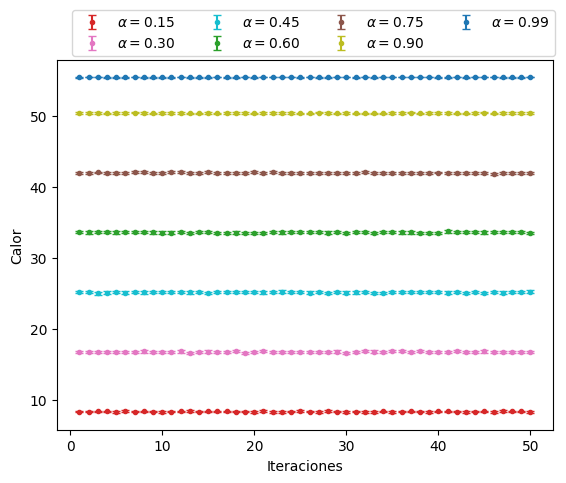 α = 0.15 α = 0.45 α = 0.75 α = 0.99
α = 0.30 α = 0.60 α = 0.90
50
40
30
20
10
Calor
0 10 20 30 40 50
Iteraciones